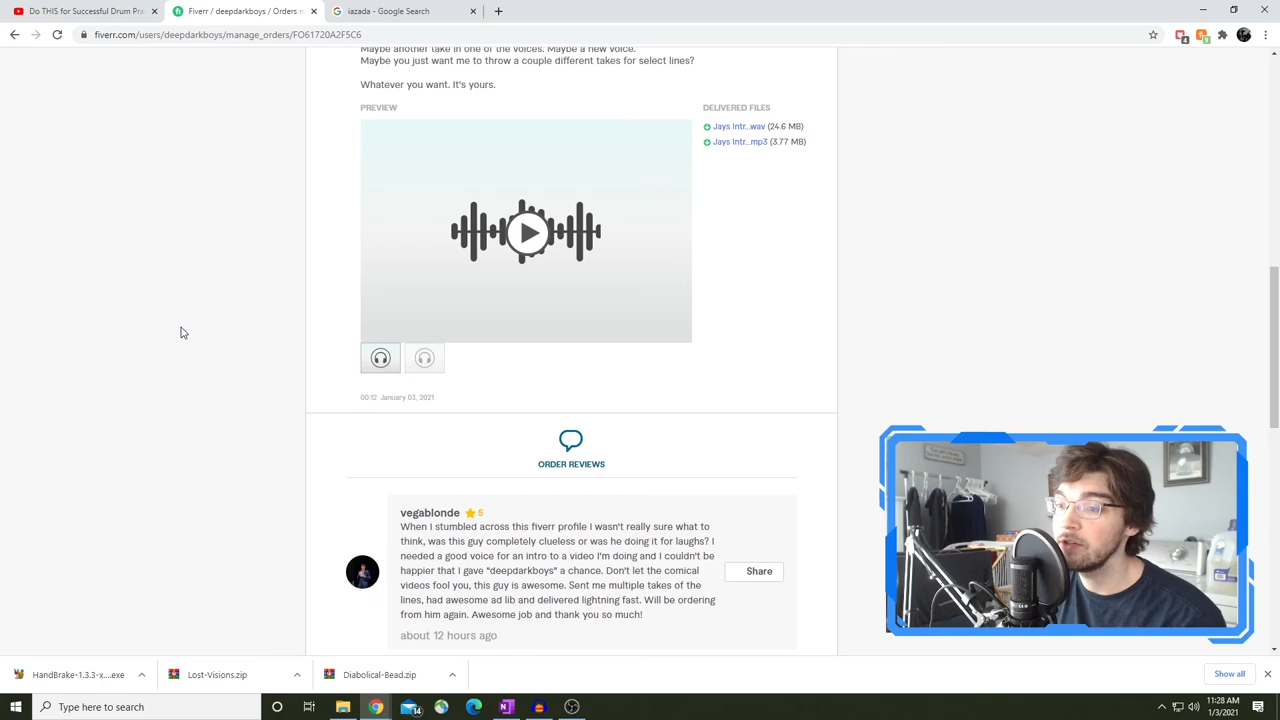 Do THIS for Successful Drum Pra
Fiverr / deepdarkboys / Orders m
iazada - Google Search
fiverr.com/users/deepdarkboys/manage_orders/FO61720A2F5C6
4
9
Maybe another take in one of the voices. Maybe a new voice.
Maybe you just want me to throw a couple different takes for select lines?
Whatever you want. It's yours.
PREVIEW
DELIVERED FILES
Jays Intr...wav (24.6 MB)
Jays Intr...mp3 (3.77 MB)
00:12 January 03, 2021
ORDER REVIEWS
vegablonde 5
When I stumbled across this fiverr profile I wasn't really sure what to
think, was this guy completely clueless or was he doing it for laughs? I
needed a good voice for an intro to a video I'm doing and I couldn't be
happier that I gave "deepdarkboys" a chance. Don't let the comical
videos fool you, this guy is awesome. Sent me multiple takes of the
lines, had awesome ad lib and delivered lightning fast. Will be ordering
from him again. Awesome job and thank you so much!
about 12 hours ago
Share
HandBrake-1.3.3-x....exe
Lost-Visions.zip
Diabolical-Bead.zip
Show all
Type here to search
14
11:28 AM
1/3/2021